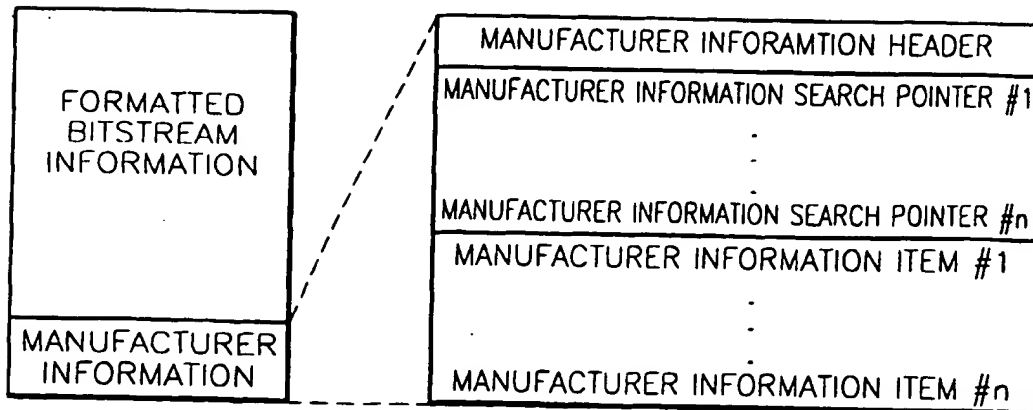 FORMATTED
BITSTREAM
INFORMATION
MANUFACTURER
INFORMATION
MANUFACTURER INFORAMTION HEADER
MANUFACTURER INFORMATION SEARCH POINTER #1
MANUFACTURER INFORMATION SEARCH POINTER #n
MANUFACTURER INFORMATION ITEM #1
MANUFACTURER INFORMATION ITEM #n